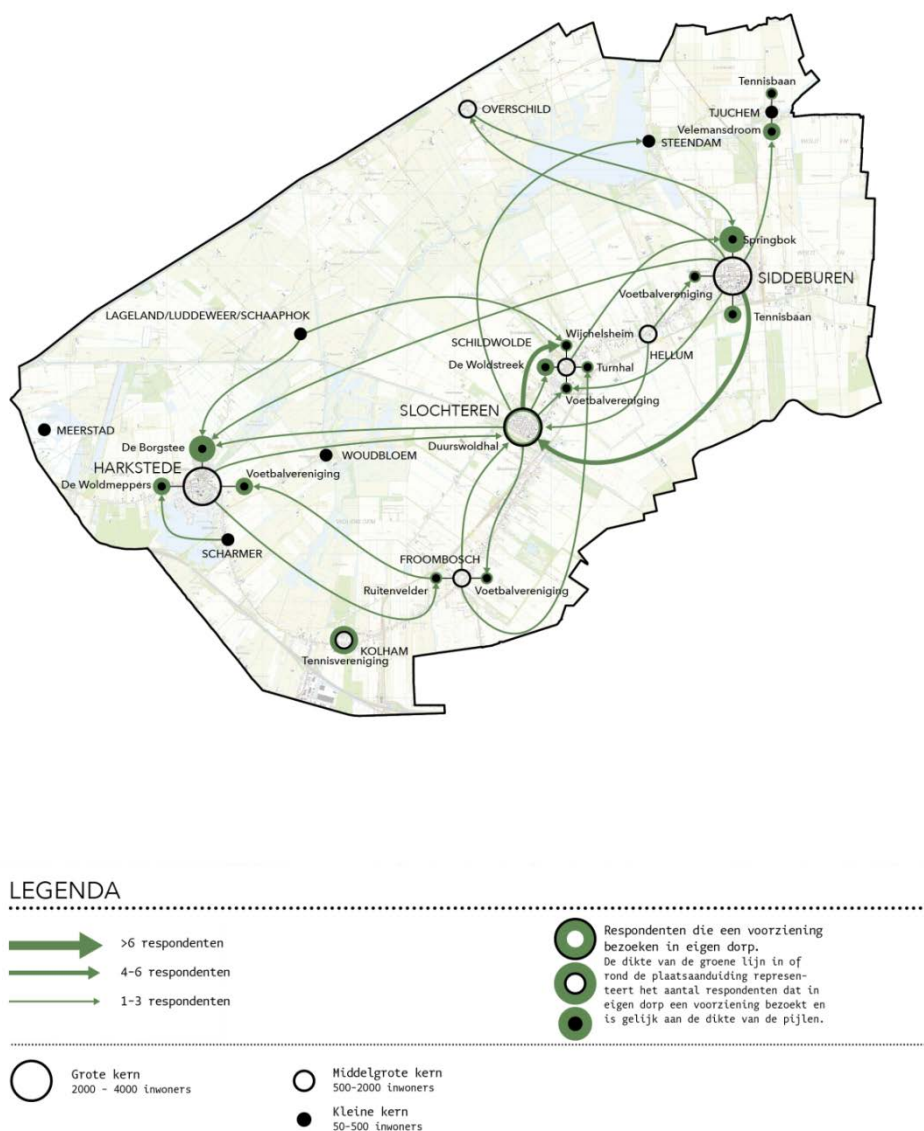 Tennisbaan
OVERSCHILD
TJUCHEM
Velemansdroom
STEENDAM
Springbok
SIDDEBUREN
Voetbalvereniging
LAGELAND/LUDDEWEER/SCHAAPHOK
Tennisbaan
Wijchelsheim
SCHILDWOLDE
HELLUM
De Woldstreek
Turnhal
Voetbalvereniging
SLOCHTEREN
MEERSTAD
De Borgstee
Duurswoldhal
WOUDBLOEM
HARKSTEDE
Voetbalvereniging
De Woldmeppers
SCHARMER
FROOMBOSCH
Ruitenvelder
Voetbalvereniging
KOLHAM
Tennisvereniging
LEGENDA
>6 respondenten
4-6 respondenten
1-3 respondenten
Respondenten die een voorziening
bezoeken in eigen dorp.
De dikte van de groene lijn in of
rond de plaatsaanduiding represen-
teert het aantal respondenten dat in
eigen dorp een voorziening bezoekt en
is gelijk aan de dikte van de pijlen.
Grote kern
2000 - 4000 inwoners
Middelgrote kern
500-2000 inwoners
Kleine kern
50-500 inwoners